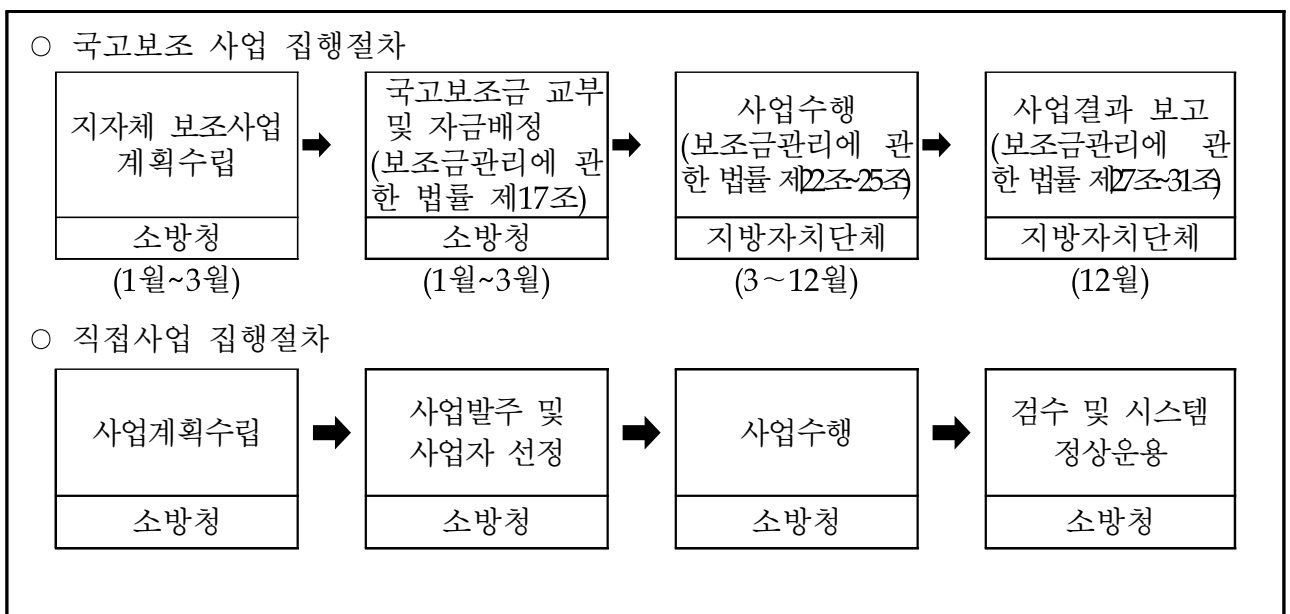 ○ 국고보조 사업 집행절차
지자체 보조사업
계획수립
소방청
(1월~3월)
국고보조금 교부
및 자금배정
(보조금관리에 관
한 법률 제17조)
소방청
(1월~3월)
사업수행
(보조금관리에 관
한 법률 제22조~25조)
지방자치단체
(3～12월)
사업결과 보고
(보조금관리에 관
한 법률 제27조~31조)
지방자치단체
(12월)
○ 직접사업 집행절차
사업계획수립
소방청
사업발주 및
사업자 선정
소방청
사업수행
소방청
검수 및 시스템
정상운용
소방청